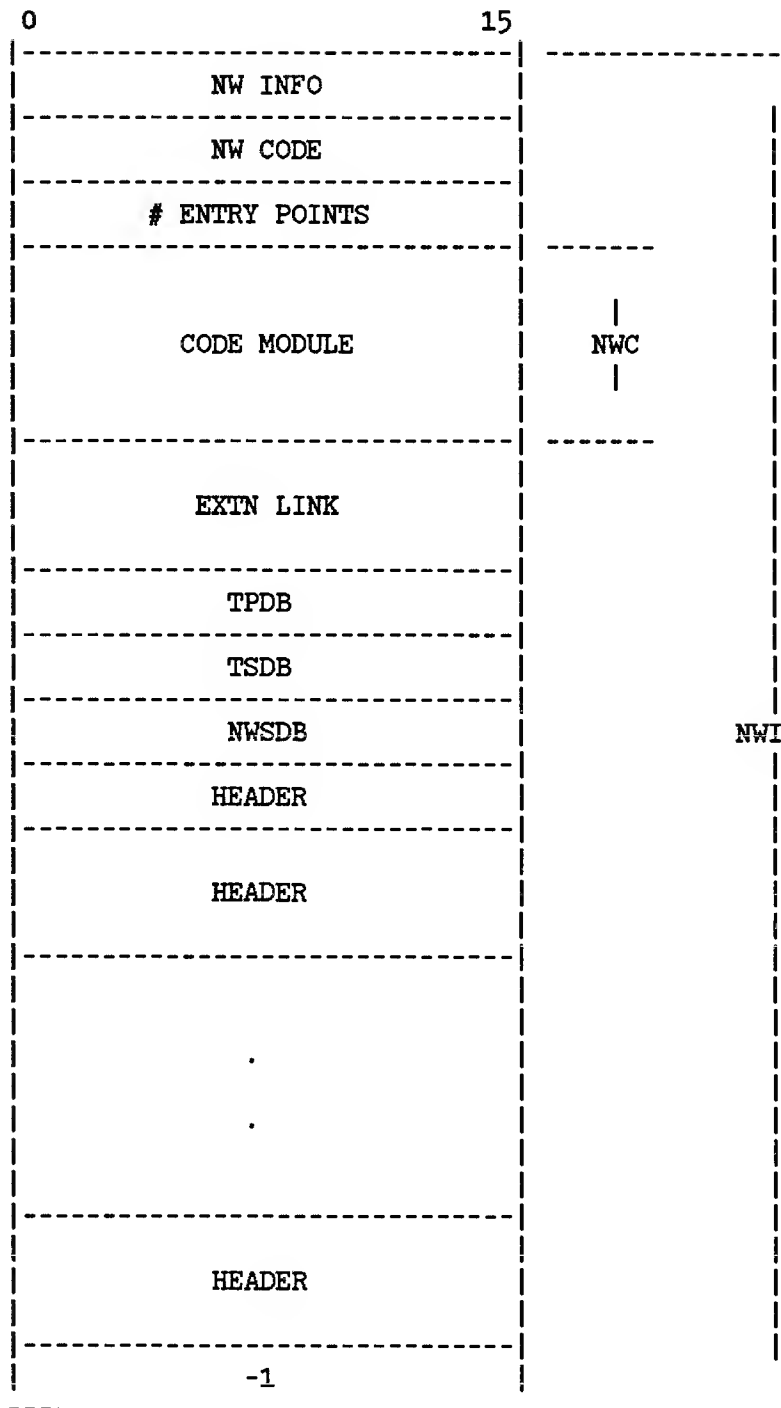 0 15
NW INFO
NW CODE
# ENTRY POINTS
CODE MODULE NWC
EXTN LINK
TPDB
TSDB
NWSDB NWI
HEADER
HEADER
.
.
HEADER
-1